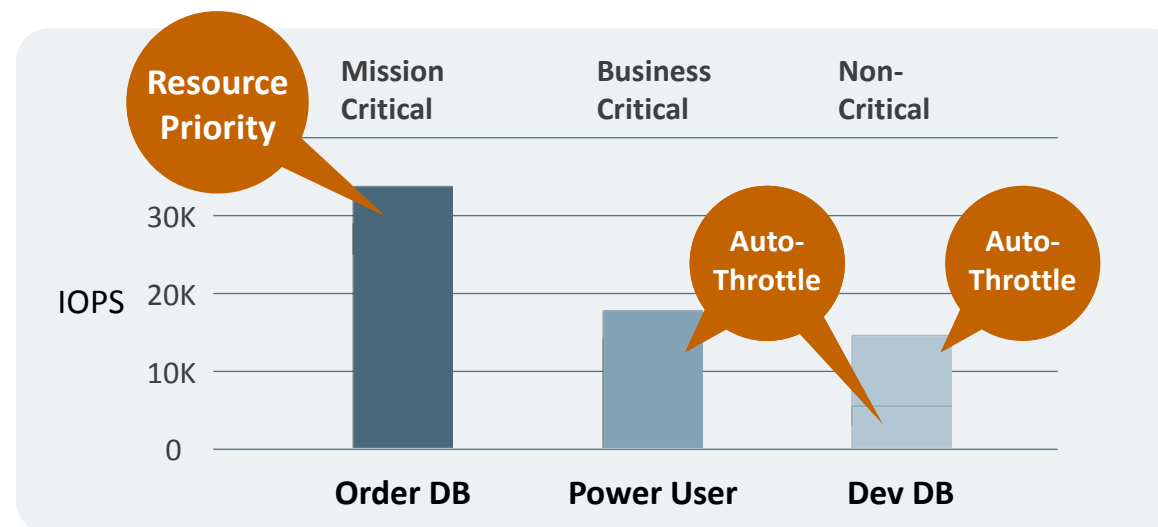 Resource
Priority
Mission
Critical
Business
Critical
Non-
Critical
30K
20K
10K
0
IOPS
Auto-
Throttle
Auto-
Throttle
Order DB
Power User
Dev DB